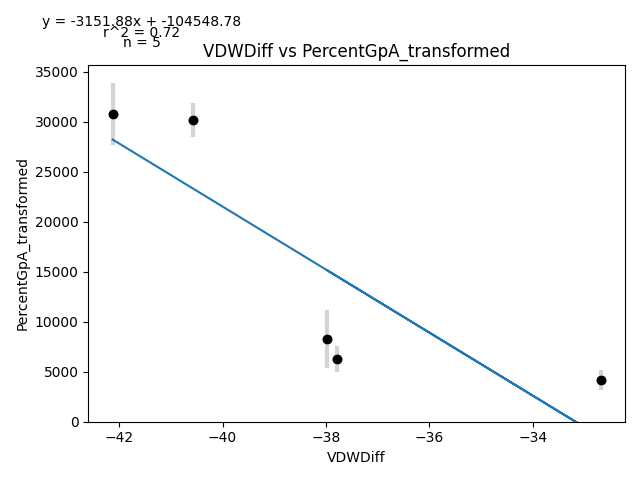 y = -3151.88x + -104548.78
r^2 = 0.72
n = 5
VDWDiff vs PercentGpA_transformed
35000
30000
25000
20000
15000
10000
5000
0
PercentGpA_transformed
−42
−40
−38
−36
−34
VDWDiff